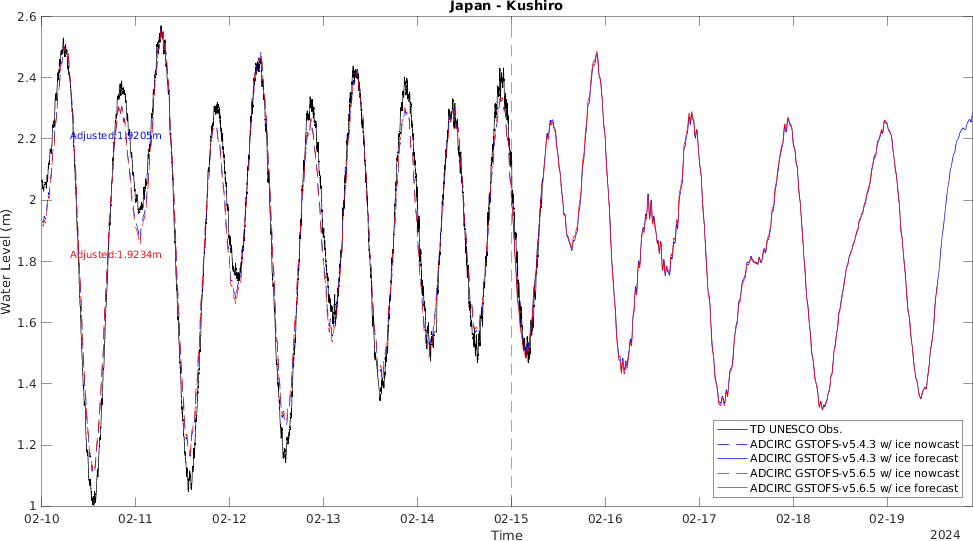 Japan - Kushiro
2.6
2.4
2.2
2
1.8
1.6
1.4
1.2
1
Water Level (m)
Adjusted:1.9205m
Adjusted:1.9234m
TD UNESCO Obs.
ADCIRC GSTOFS-v5.4.3 w/ ice nowcast
ADCIRC GSTOFS-v5.4.3 w/ ice forecast
ADCIRC GSTOFS-v5.6.5 w/ ice nowcast
ADCIRC GSTOFS-v5.6.5 w/ ice forecast
02-10 02-11 02-12 02-13 02-14 02-15 02-16 02-17 02-18 02-19
Time
2024